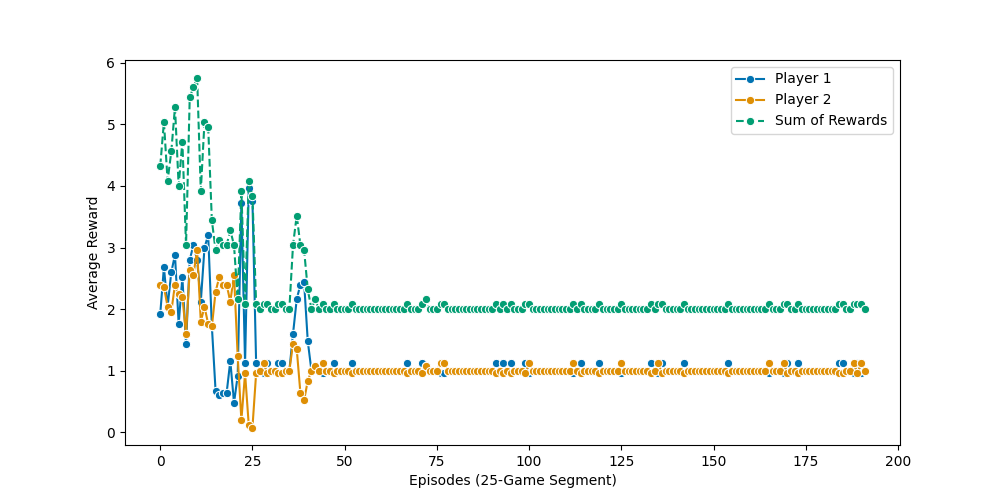 6
5
4
3
2
1
0
Average Reward
Player 1
Player 2
Sum of Rewards
0 25 50 75 100 125 150 175 200
Episodes (25-Game Segment)